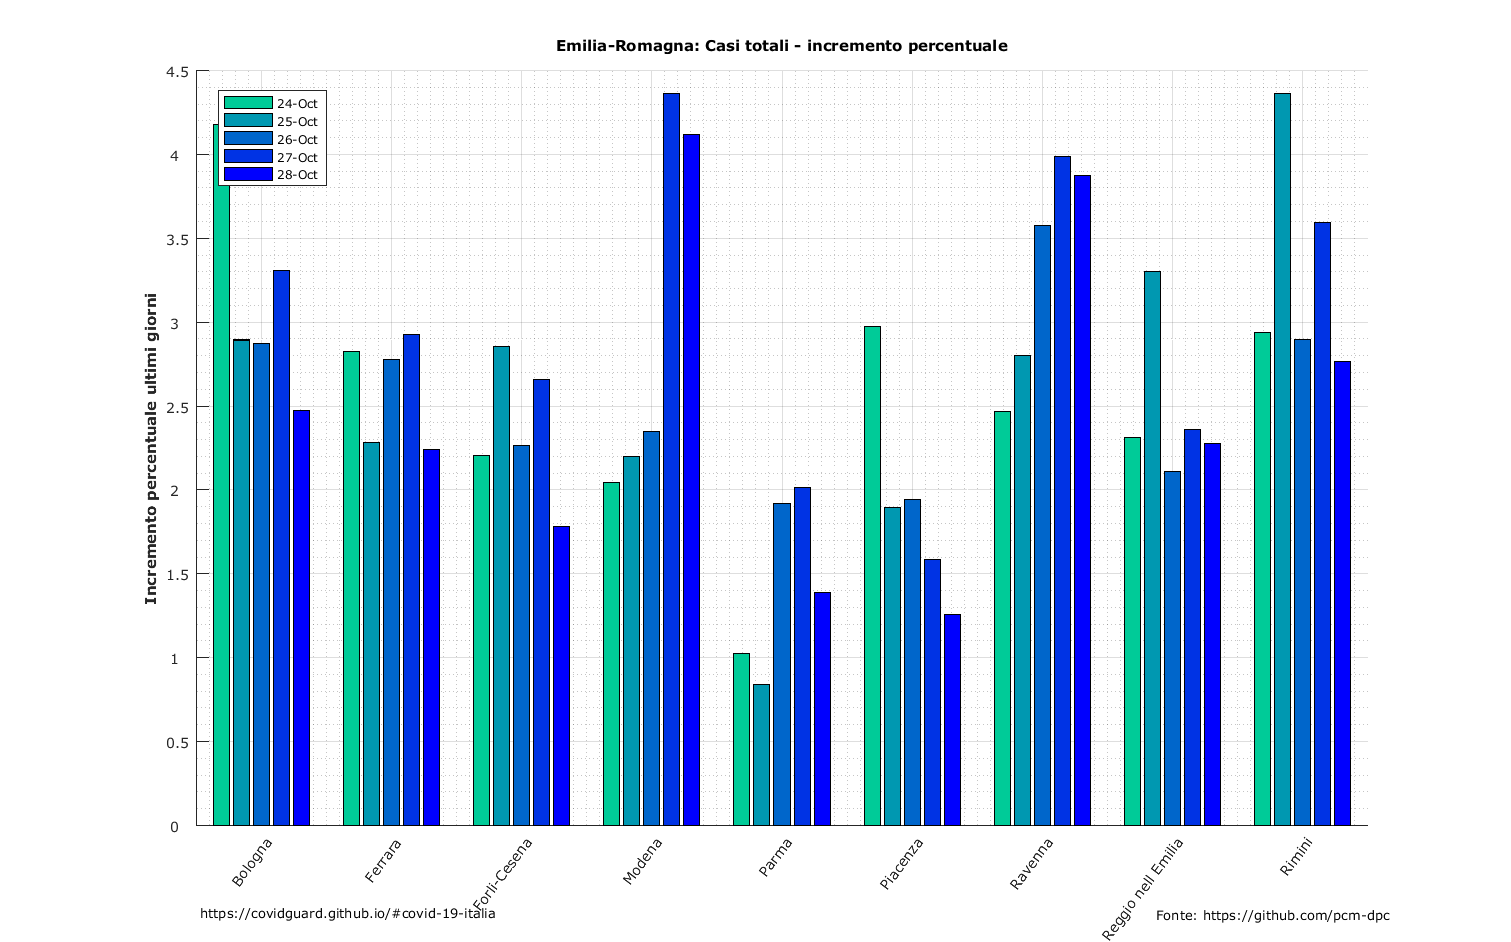 Emilia-Romagna: Casi totali - incremento percentuale
Incremento percentuale ultimi giorni
4.5
4
3.5
3
2.5
2
1.5
1
0.5
0
24-Oct
25-Oct
26-Oct
27-Oct
28-Oct
Bologna
Ferrara
Forlì-Cesena
Modena
Parma
Piacenza
Ravenna
Reggio nell Emilia
Rimini
https://covidguard.github.io/#covid-19-italia
Fonte: https://github.com/pcm-dpc